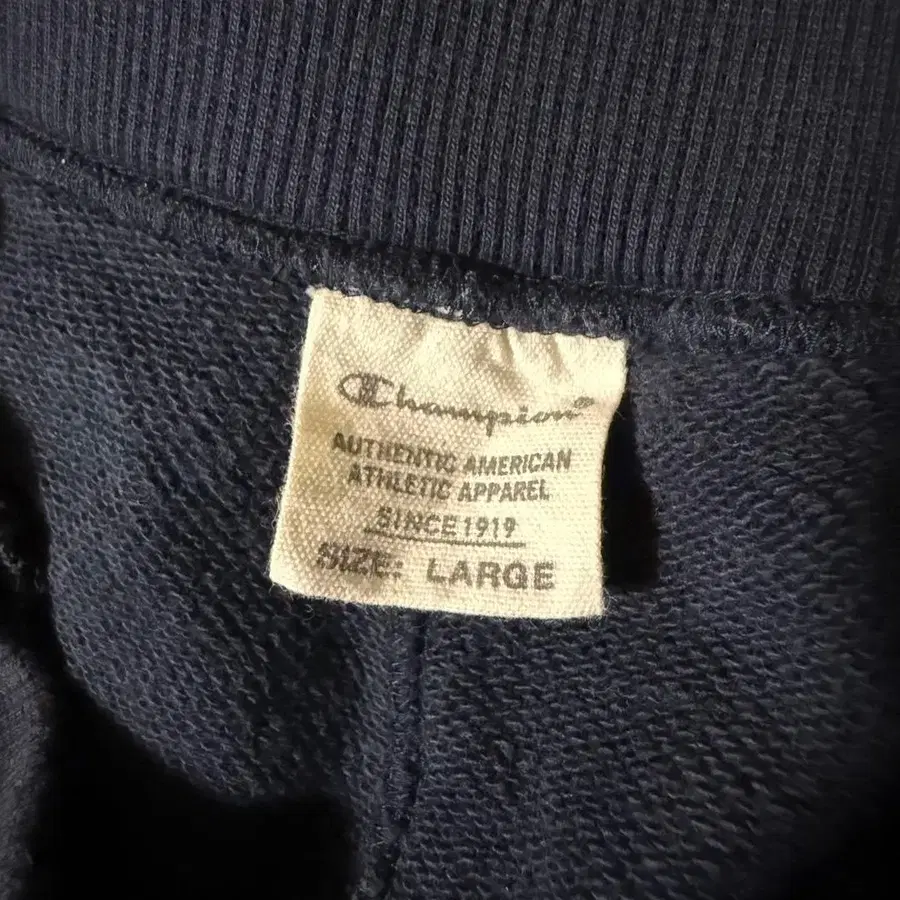 Champion®
AUTHENTIC AMERICAN
ATHLETIC APPAREL
SINCE 1919
SIZE: LARGE